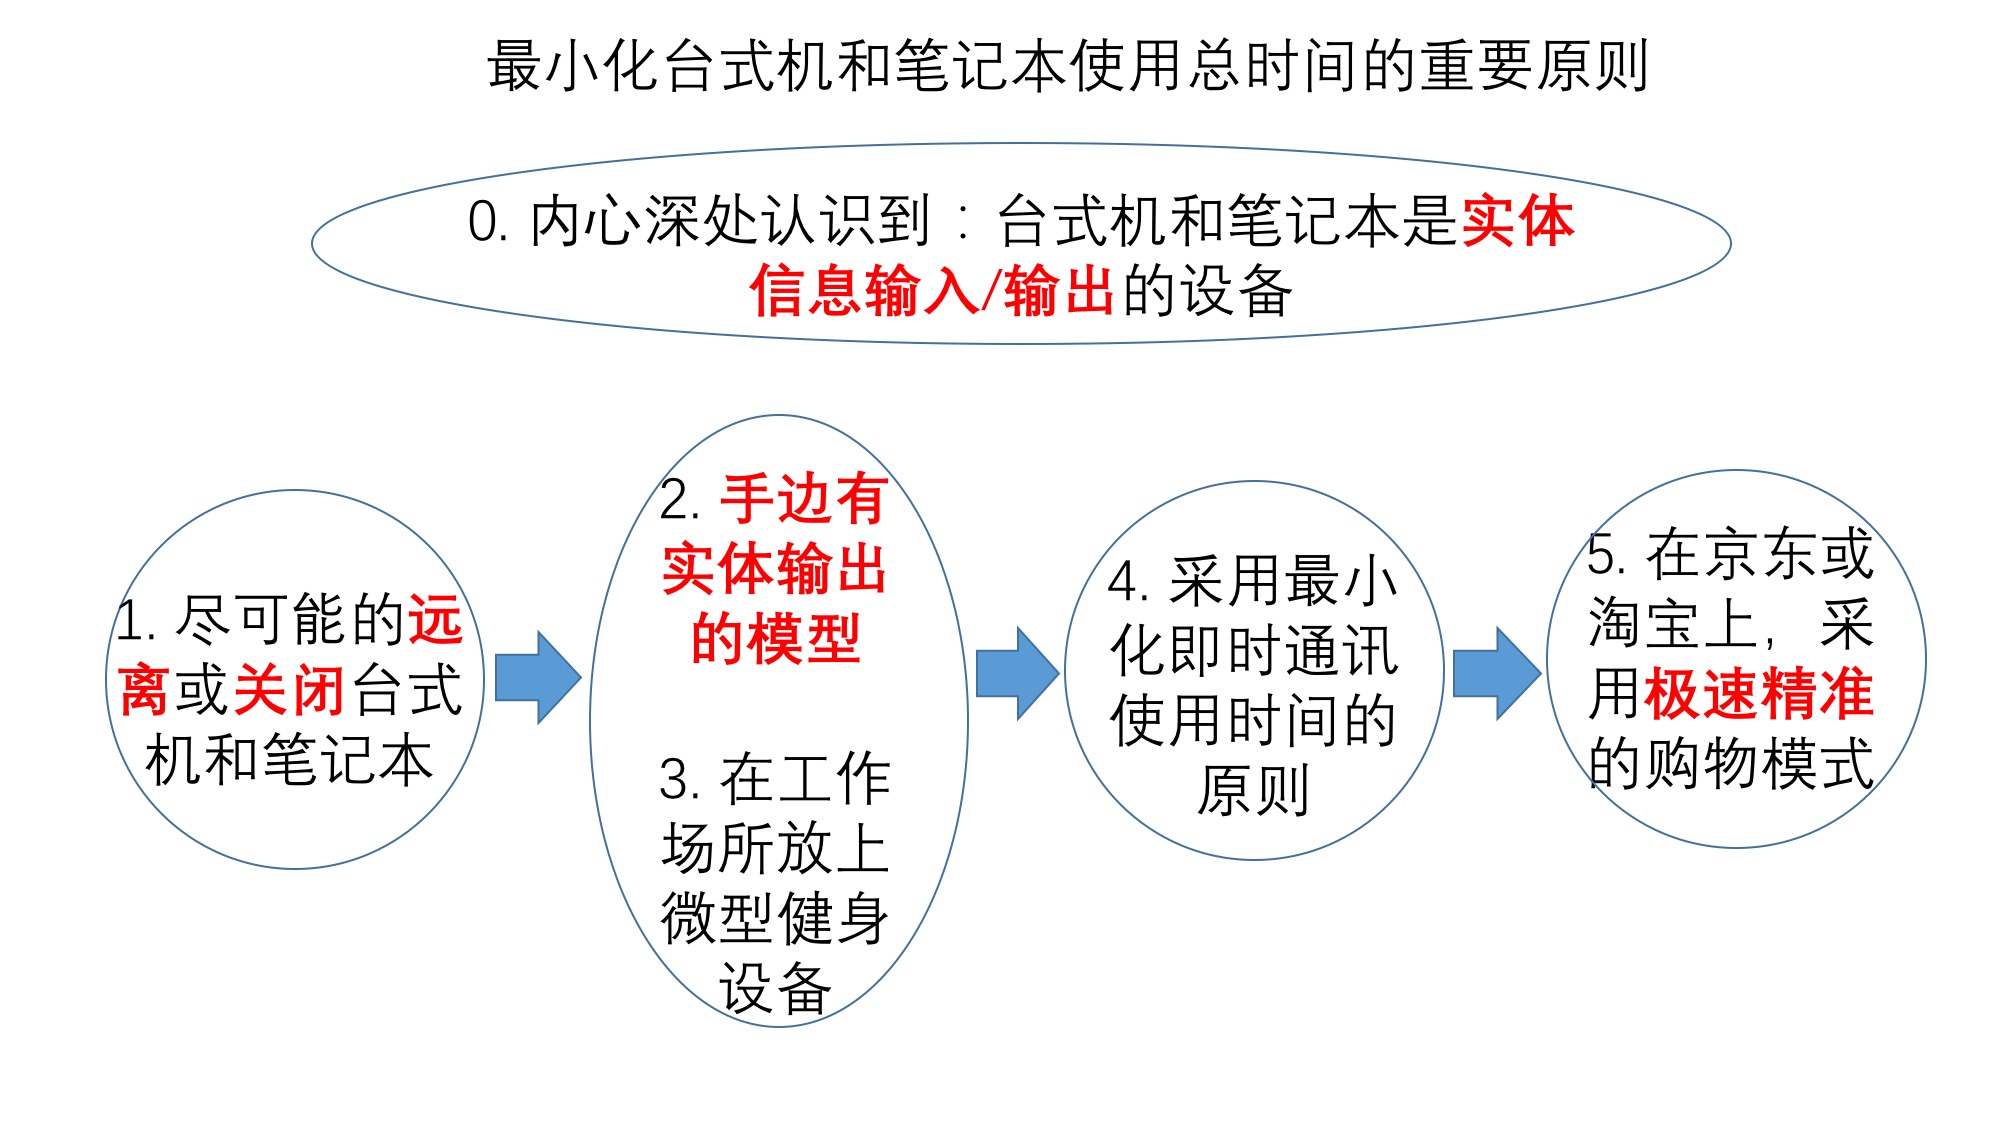 最小化台式机和笔记本使用总时间的重要原则
0. 内心深处认识到：台式机和笔记本是实体
信息输入/输出的设备
1. 尽可能的远
离或关闭台式
机和笔记本
2. 手边有
实体输出
的模型
3. 在工作
场所放上
微型健身
设备
4. 采用最小
化即时通讯
使用时间的
原则
5. 在京东或
淘宝上，采
用极速精准
的购物模式